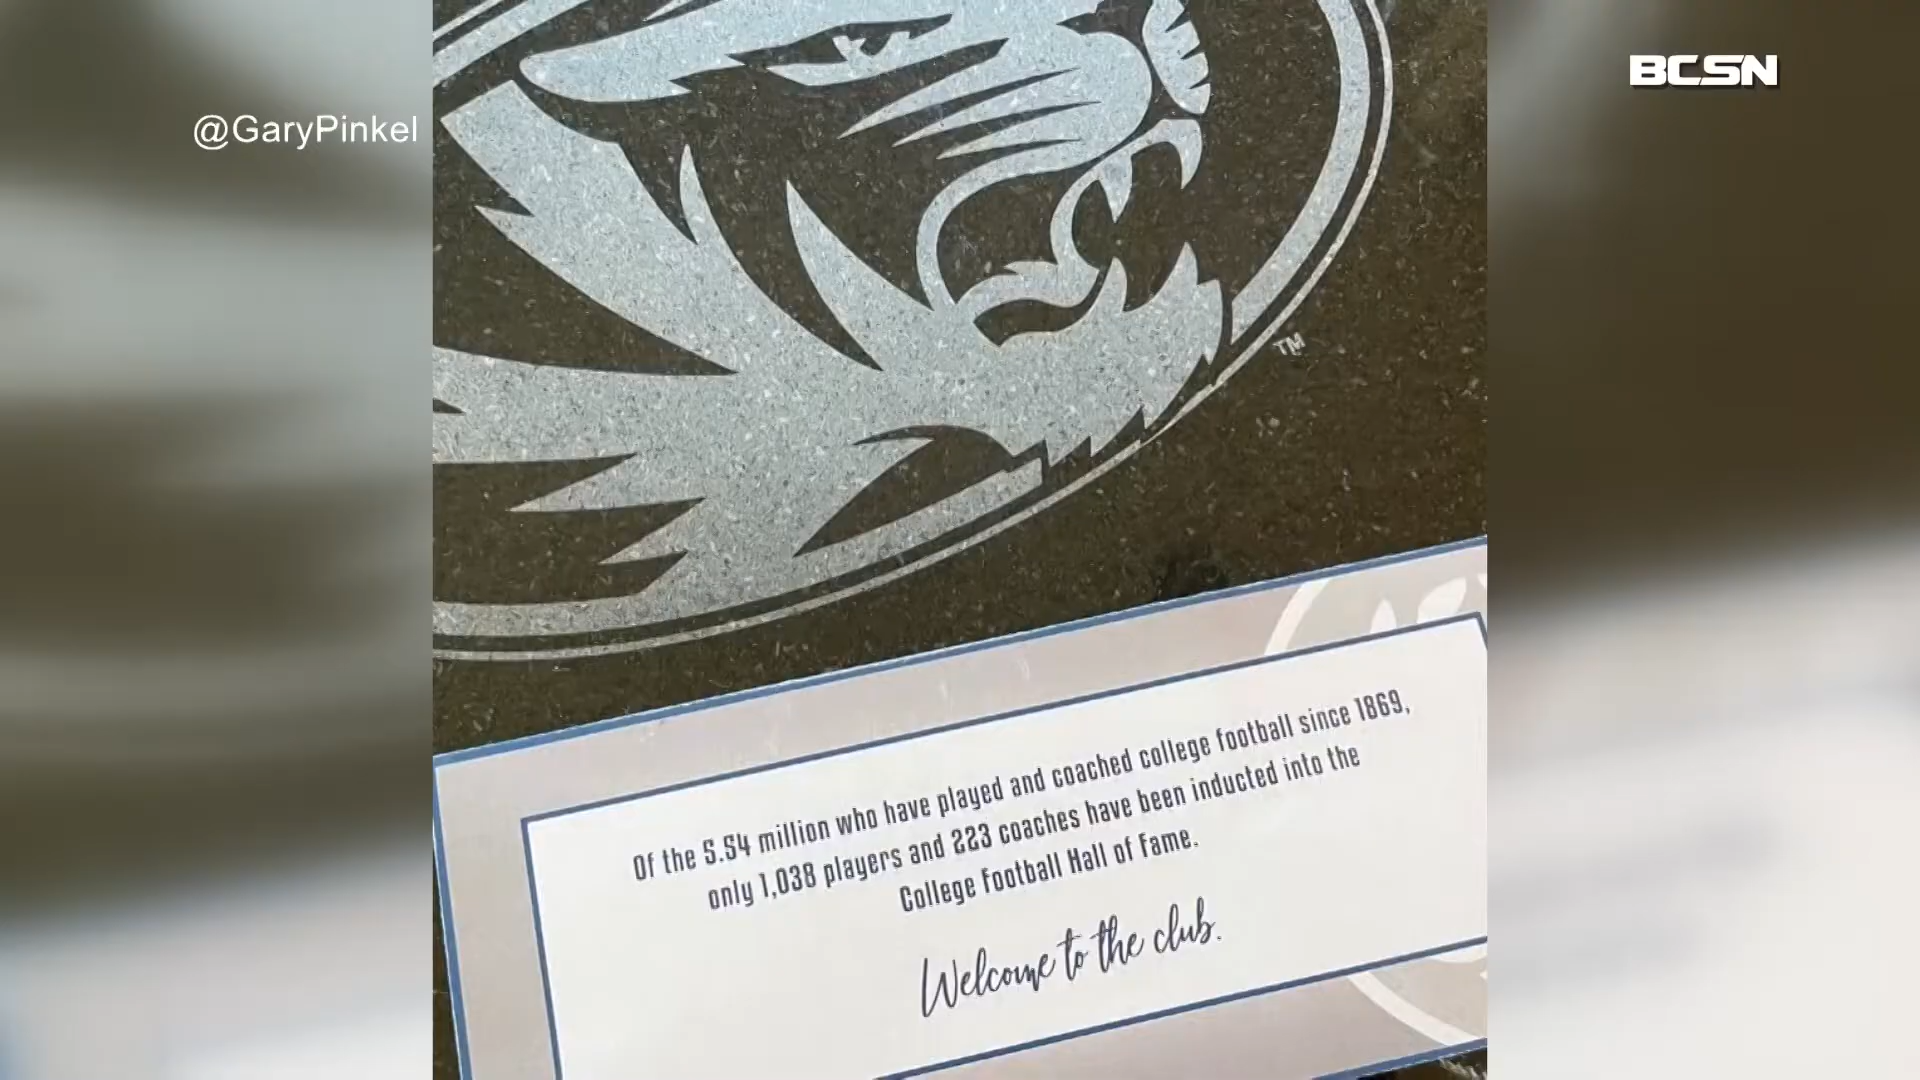 BCSN
@GaryPinkel
TM
Of the 5.54 million who have played and coached college football since 1869,
only 1,038 players and 223 coaches have been inducted into the
College Football Hall of Fame.
Welcome to the club.